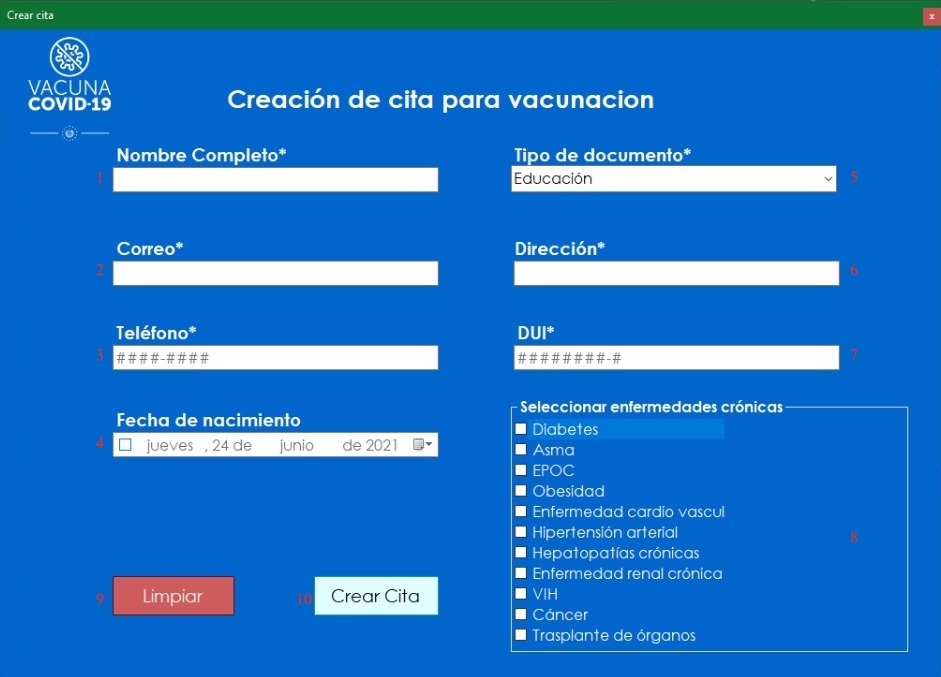 Crear cita
x
VACUNA
COVID-19
Creación de cita para vacunacion
Nombre Completo*
1
Tipo de documento*
Educación
5
Correo*
2
Dirección*
6
Teléfono*
3 ####-####
DUI*
########-#
7
Fecha de nacimiento
4 jueves , 24 de junio de 2021
Seleccionar enfermedades crónicas
Diabetes
Asma
EPOC
Obesidad
Enfermedad cardio vascul
Hipertensión arterial
8
Hepatopatías crónicas
Enfermedad renal crónica
VIH
Cáncer
Trasplante de órganos
9 Limpiar
10 Crear Cita